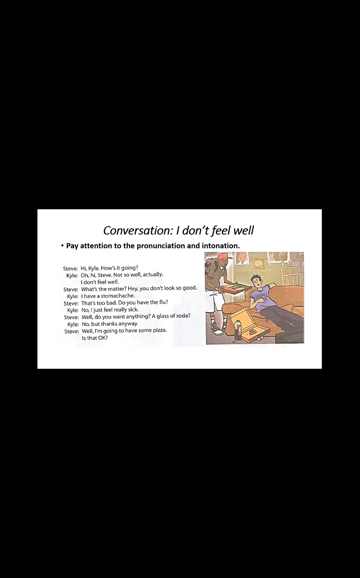 Conversation: I don't feel well
• Pay attention to the pronunciation and intonation.
Steve: Hi, Kyle. How's it going?
Kyle: Oh, hi, Steve. Not so well, actually.
I don't feel well.
Steve: What's the matter? Hey, you don't look so good.
Kyle: I have a stomachache.
Steve: That's too bad. Do you have the flu?
Kyle: No, I just feel really sick.
Steve: Well, do you want anything? A glass of soda?
Kyle: No, but thanks anyway.
Steve: Well, I'm going to have some pizza.
Is that OK?